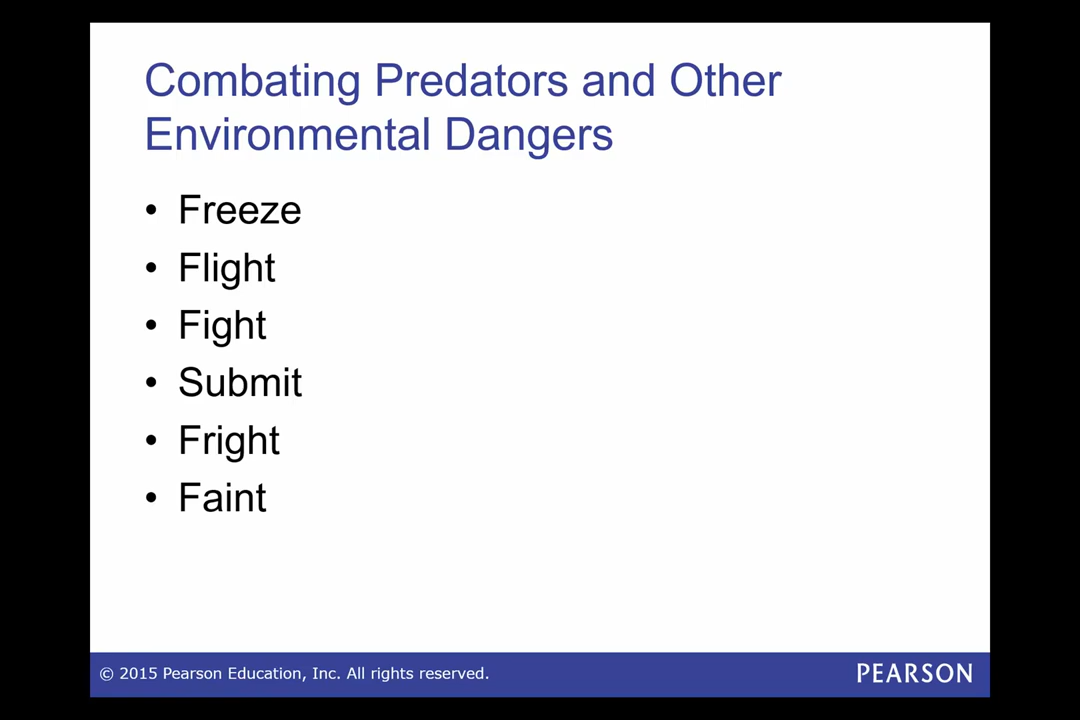 Combating Predators and Other
Environmental Dangers
• Freeze
• Flight
• Fight
• Submit
• Fright
• Faint
© 2015 Pearson Education, Inc. All rights reserved.
PEARSON